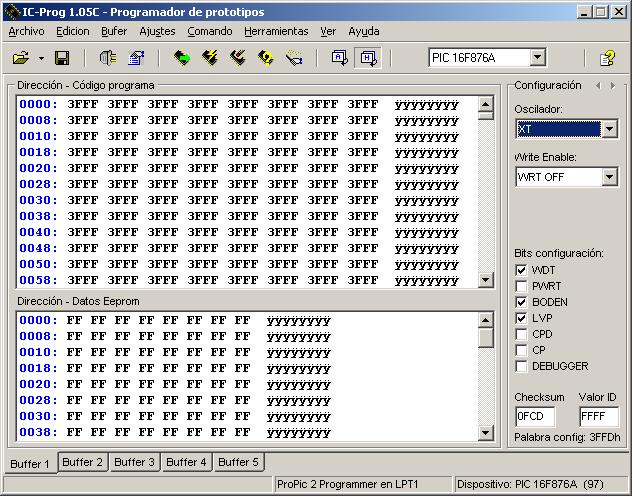 IC-Prog 1.05C - Programador de prototipos
Archivo Edicion Bufer Ajustes Comando Herramientas Ver Ayuda
PIC 16F876A
Dirección - Código programa
0000: 3FFF 3FFF 3FFF 3FFF 3FFF 3FFF 3FFF 3FFF ÿÿÿÿÿÿÿÿ
0008: 3FFF 3FFF 3FFF 3FFF 3FFF 3FFF 3FFF 3FFF ÿÿÿÿÿÿÿÿ
0010: 3FFF 3FFF 3FFF 3FFF 3FFF 3FFF 3FFF 3FFF ÿÿÿÿÿÿÿÿ
0018: 3FFF 3FFF 3FFF 3FFF 3FFF 3FFF 3FFF 3FFF ÿÿÿÿÿÿÿÿ
0020: 3FFF 3FFF 3FFF 3FFF 3FFF 3FFF 3FFF 3FFF ÿÿÿÿÿÿÿÿ
0028: 3FFF 3FFF 3FFF 3FFF 3FFF 3FFF 3FFF 3FFF ÿÿÿÿÿÿÿÿ
0030: 3FFF 3FFF 3FFF 3FFF 3FFF 3FFF 3FFF 3FFF ÿÿÿÿÿÿÿÿ
0038: 3FFF 3FFF 3FFF 3FFF 3FFF 3FFF 3FFF 3FFF ÿÿÿÿÿÿÿÿ
0040: 3FFF 3FFF 3FFF 3FFF 3FFF 3FFF 3FFF 3FFF ÿÿÿÿÿÿÿÿ
0048: 3FFF 3FFF 3FFF 3FFF 3FFF 3FFF 3FFF 3FFF ÿÿÿÿÿÿÿÿ
0050: 3FFF 3FFF 3FFF 3FFF 3FFF 3FFF 3FFF 3FFF ÿÿÿÿÿÿÿÿ
0058: 3FFF 3FFF 3FFF 3FFF 3FFF 3FFF 3FFF 3FFF ÿÿÿÿÿÿÿÿ
Dirección - Datos Eeprom
0000: FF FF FF FF FF FF FF FF ÿÿÿÿÿÿÿÿ
0008: FF FF FF FF FF FF FF FF ÿÿÿÿÿÿÿÿ
0010: FF FF FF FF FF FF FF FF ÿÿÿÿÿÿÿÿ
0018: FF FF FF FF FF FF FF FF ÿÿÿÿÿÿÿÿ
0020: FF FF FF FF FF FF FF FF ÿÿÿÿÿÿÿÿ
0028: FF FF FF FF FF FF FF FF ÿÿÿÿÿÿÿÿ
0030: FF FF FF FF FF FF FF FF ÿÿÿÿÿÿÿÿ
0038: FF FF FF FF FF FF FF FF ÿÿÿÿÿÿÿÿ
Configuración
Oscilador:
XT
Write Enable:
WRT OFF
Bits configuración:
WDT
PWRT
BODEN
LVP
CPD
CP
DEBUGGER
Checksum Valor ID
0FCD FFFF
Palabra config: 3FFDh
Buffer 1 Buffer 2 Buffer 3 Buffer 4 Buffer 5
ProPic 2 Programmer en LPT1 Dispositivo: PIC 16F876A (97)